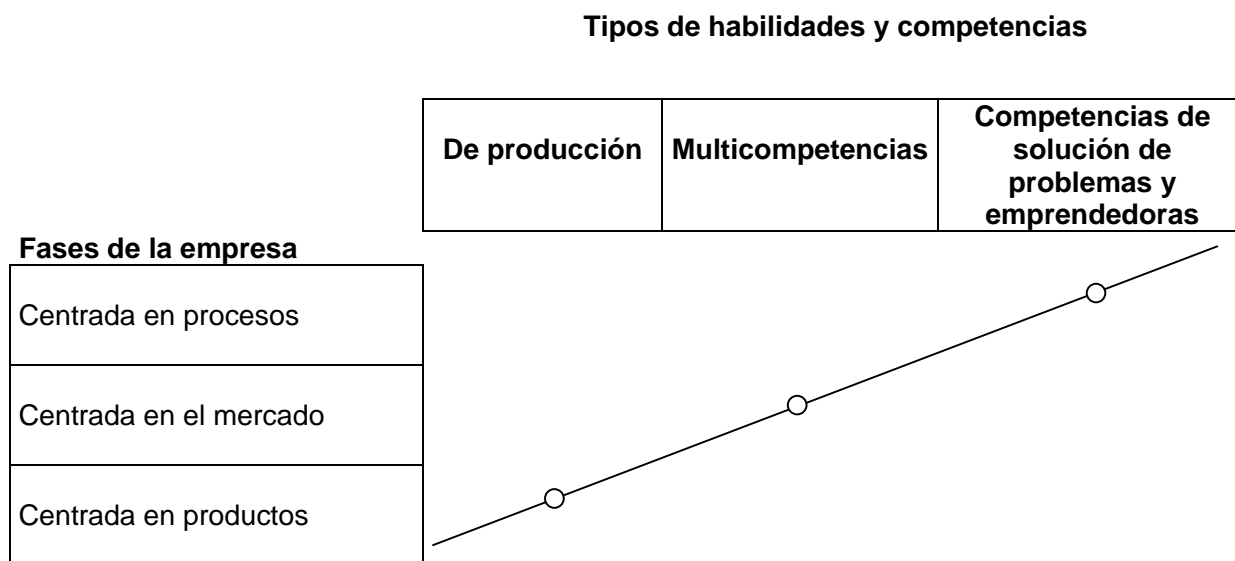 Tipos de habilidades y competencias
De producción
Multicompetencias
Competencias de
solución de
problemas y
emprendedoras
Fases de la empresa
Centrada en procesos
Centrada en el mercado
Centrada en productos